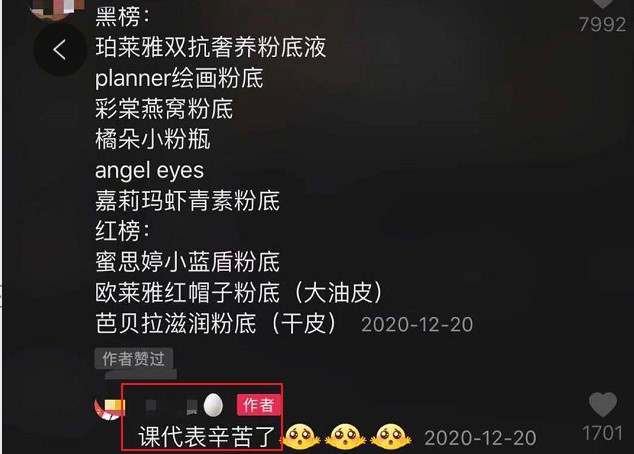 黑榜：
7992
珀莱雅双抗奢养粉底液
planner绘画粉底
彩棠燕窝粉底
橘朵小粉瓶
angel eyes
嘉莉玛虾青素粉底
红榜：
蜜思婷小蓝盾粉底
欧莱雅红帽子粉底（大油皮）
芭贝拉滋润粉底（干皮） 2020-12-20
作者赞过
作者
课代表辛苦了 2020-12-20
1701